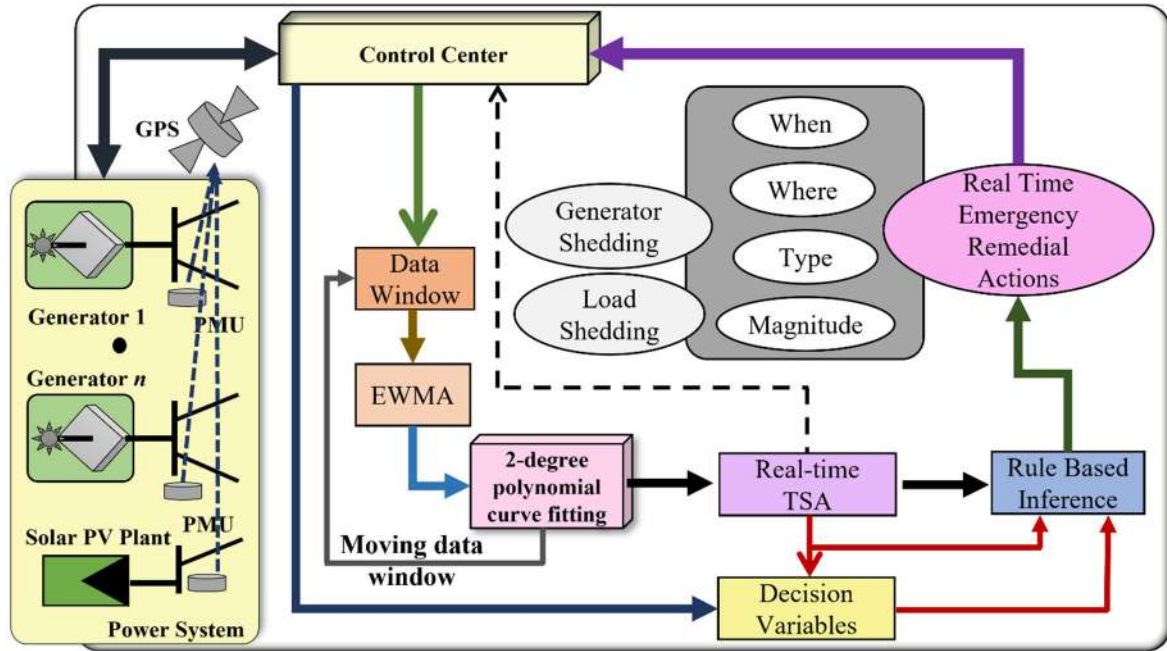 Control Center
GPS
Generator 1
PMU
Generator n
PMU
Solar PV Plant
Power System
Data
Window
EWMA
2-degree
polynomial
curve fitting
Moving data
window
Real-time
TSA
Decision
Variables
Rule Based
Inference
Generator
Shedding
Load
Shedding
When
Where
Type
Magnitude
Real Time
Emergency
Remedial
Actions